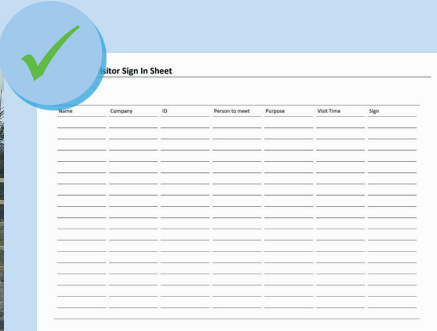 isitor Sign In Sheet
Name Company ID Person to meet Purpose Visit Time Sign